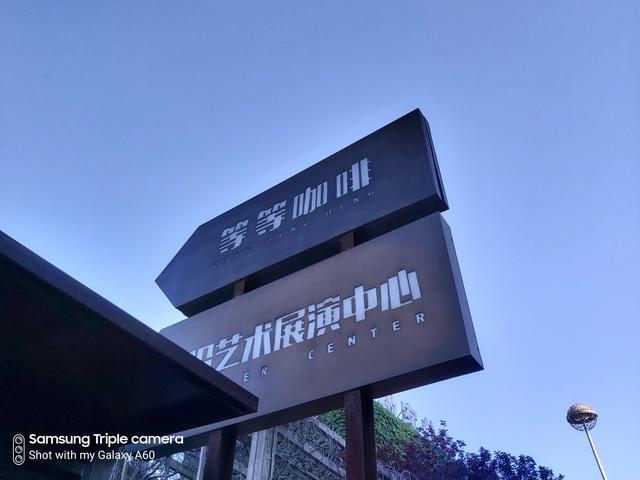 等等咖啡
艺术展演中心
ER CENTER
Samsung Triple camera
Shot with my Galaxy A60